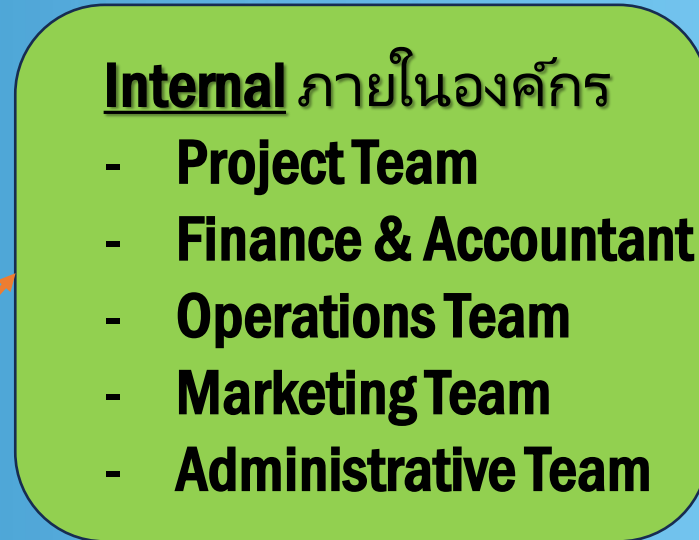 Internal ภายในองค์กร
- Project Team
- Finance & Accountant
- Operations Team
- Marketing Team
- Administrative Team